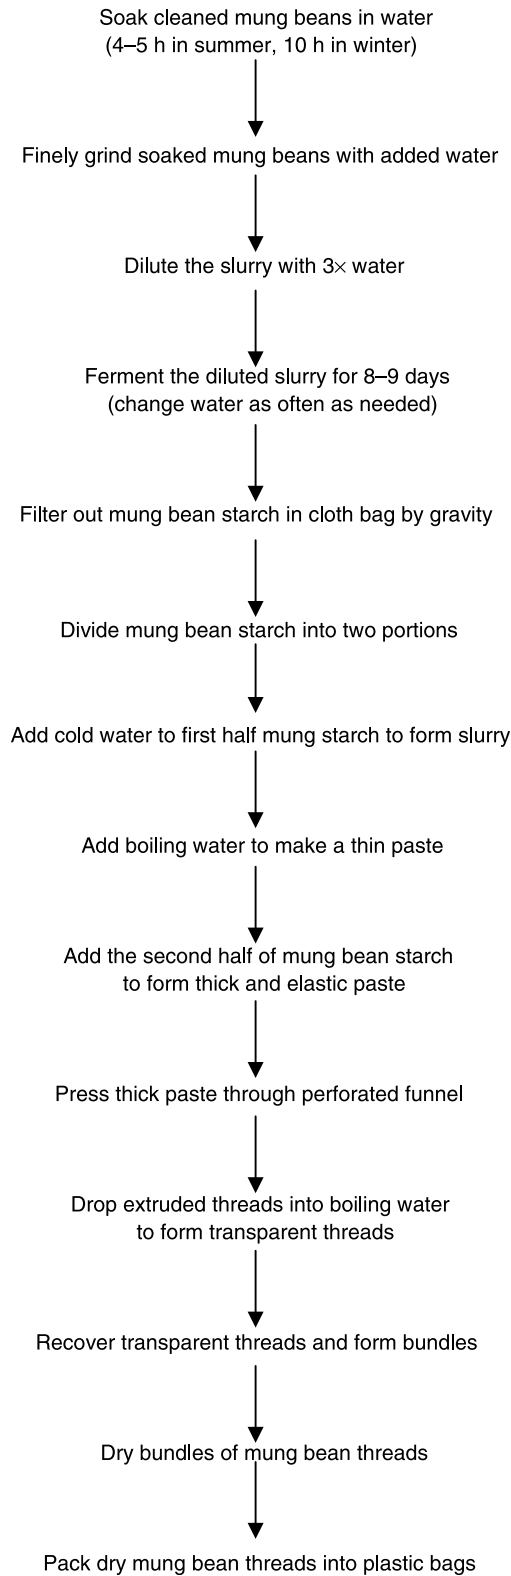 Soak cleaned mung beans in water
(4–5 h in summer, 10 h in winter)
Finely grind soaked mung beans with added water
Dilute the slurry with 3× water
Ferment the diluted slurry for 8–9 days
(change water as often as needed)
Filter out mung bean starch in cloth bag by gravity
Divide mung bean starch into two portions
Add cold water to first half mung starch to form slurry
Add boiling water to make a thin paste
Add the second half of mung bean starch
to form thick and elastic paste
Press thick paste through perforated funnel
Drop extruded threads into boiling water
to form transparent threads
Recover transparent threads and form bundles
Dry bundles of mung bean threads
Pack dry mung bean threads into plastic bags